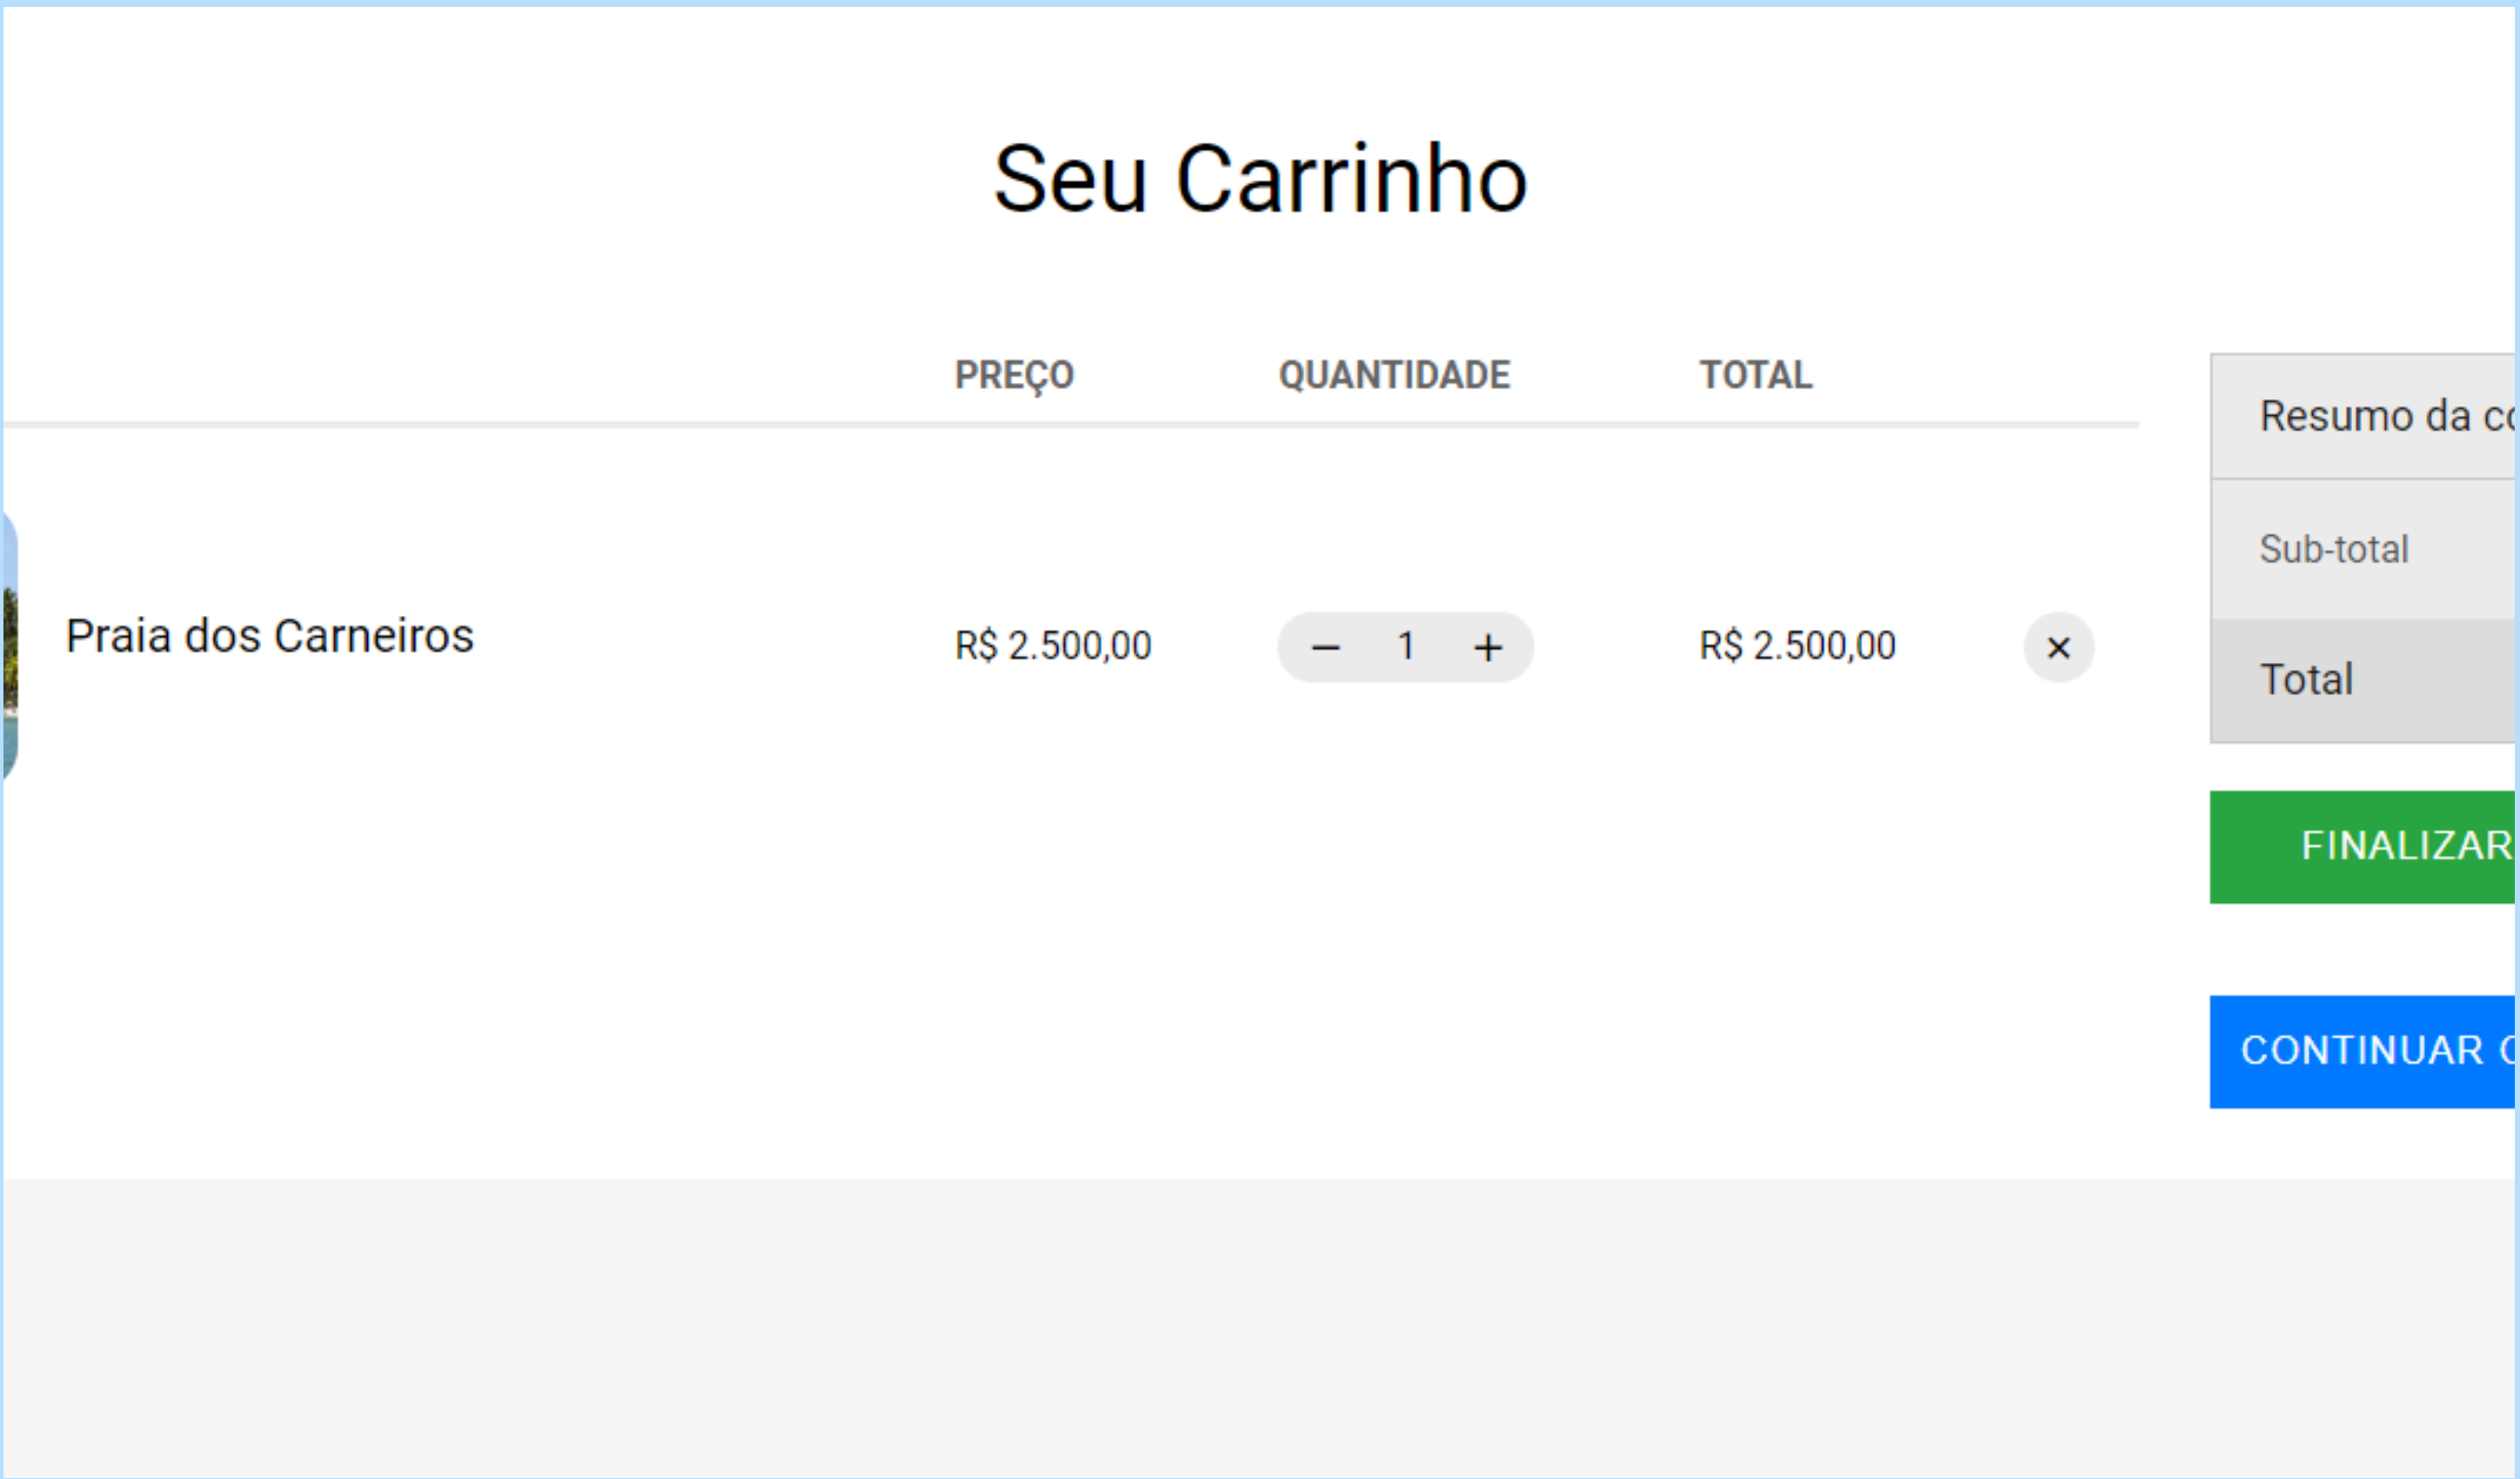 Seu Carrinho
PREÇO QUANTIDADE TOTAL
Praia dos Carneiros R$ 2.500,00 − 1 + R$ 2.500,00 ×
Resumo da
Sub-total
Total
FINALIZAR
CONTINUAR